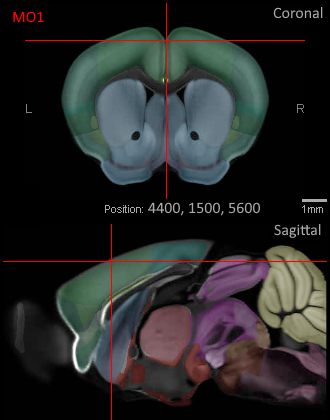 MO1 Coronal
L R
Position: 4400, 1500, 5600 1mm
Sagittal